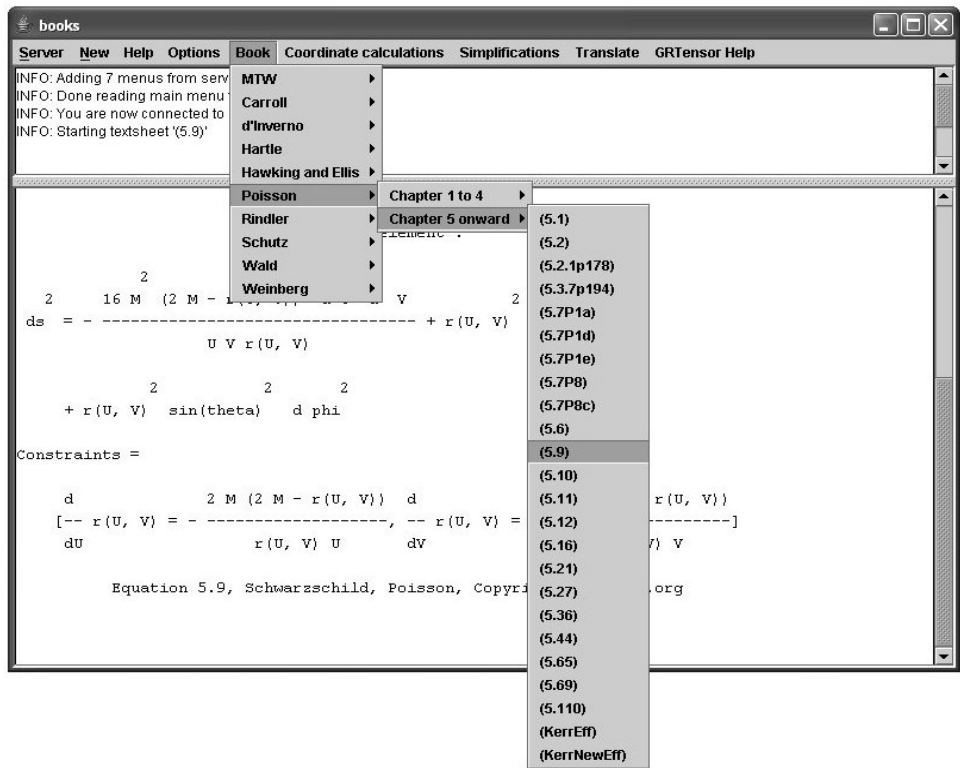 books
Server New Help Options Book Coordinate calculations Simplifications Translate GRTensor Help
INFO: Adding 7 menus from serv
INFO: Done reading main menu
INFO: You are now connected to
INFO: Starting textsheet '(5.9)'
MTW
Carroll
d'Inverno
Hartle
Hawking and Ellis
Poisson
Rindler
Schutz
Wald
Weinberg
Chapter 1 to 4
Chapter 5 onward
(5.1)
(5.2)
(5.2.1p178)
(5.3.7p194)
(5.7P1a)
(5.7P1d)
(5.7P1e)
(5.7P8)
(5.7P8c)
(5.6)
(5.9)
(5.10)
(5.11)
(5.12)
(5.16)
(5.21)
(5.27)
(5.36)
(5.44)
(5.65)
(5.69)
(5.110)
(KerrEff)
(KerrNewEff)
element :
2
2 16 M (2 M - V 2
ds = - -------------------------------- + r(U, V)
U V r(U, V)
2 2 2
+ r(U, V) sin(theta) d phi
Constraints =
d 2 M (2 M - r(U, V)) d r(U, V))
[-- r(U, V) = - -------------------, -- r(U, V) = ---------]
dU r(U, V) U dV V) V
Equation 5.9, Schwarzschild, Poisson, .org